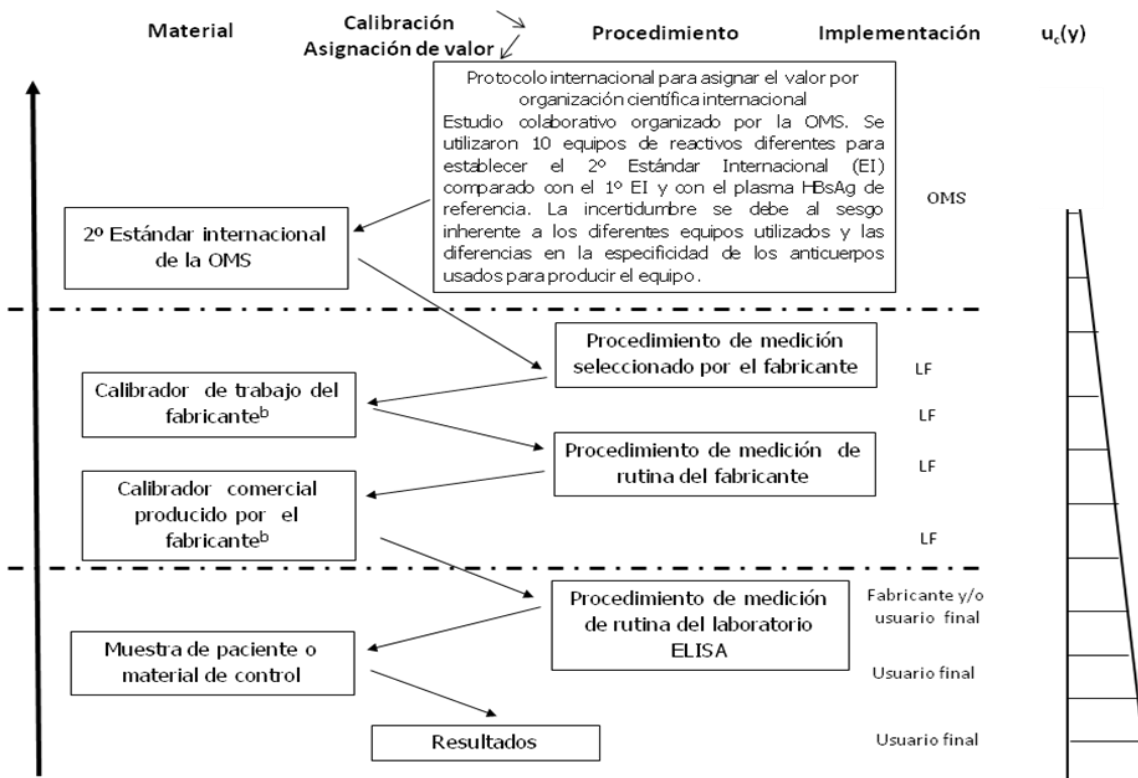 Material
Calibración
Asignación de valor
Procedimiento
Implementación
uc(y)
Protocolo internacional para asignar el valor por
organización científica internacional
Estudio colaborativo organizado por la OMS. Se
utilizaron 10 equipos de reactivos diferentes para
establecer el 2º Estándar Internacional (EI)
comparado con el 1º EI y con el plasma HBsAg de
referencia. La incertidumbre se debe al sesgo
inherente a los diferentes equipos utilizados y las
diferencias en la especificidad de los anticuerpos
usados para producir el equipo.
OMS
2º Estándar internacional
de la OMS
Procedimiento de medición
seleccionado por el fabricante
LF
Calibrador de trabajo del
fabricanteb
LF
Procedimiento de medición de
rutina del fabricante
LF
Calibrador comercial
producido por el
fabricanteb
LF
Procedimiento de medición
de rutina del laboratorio
ELISA
Fabricante y/o
usuario final
Muestra de paciente o
material de control
Usuario final
Resultados
Usuario final